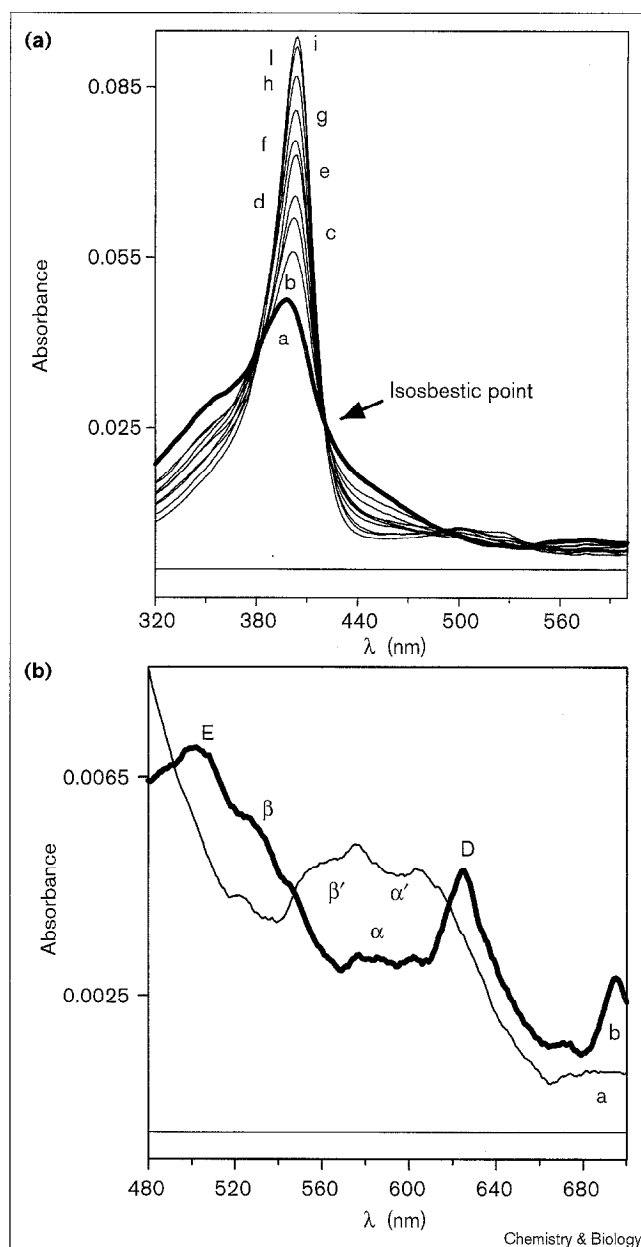 (a)
l
i
h
0.085
g
f
e
d
c
0.055
b
a
Absorbance
Isosbestic point
0.025
320
380
440
500
560
λ (nm)
(b)
E
0.0065
β
D
β′
α′
α
Absorbance
0.0025
b
a
480
520
560
600
640
680
λ (nm)
Chemistry & Biology